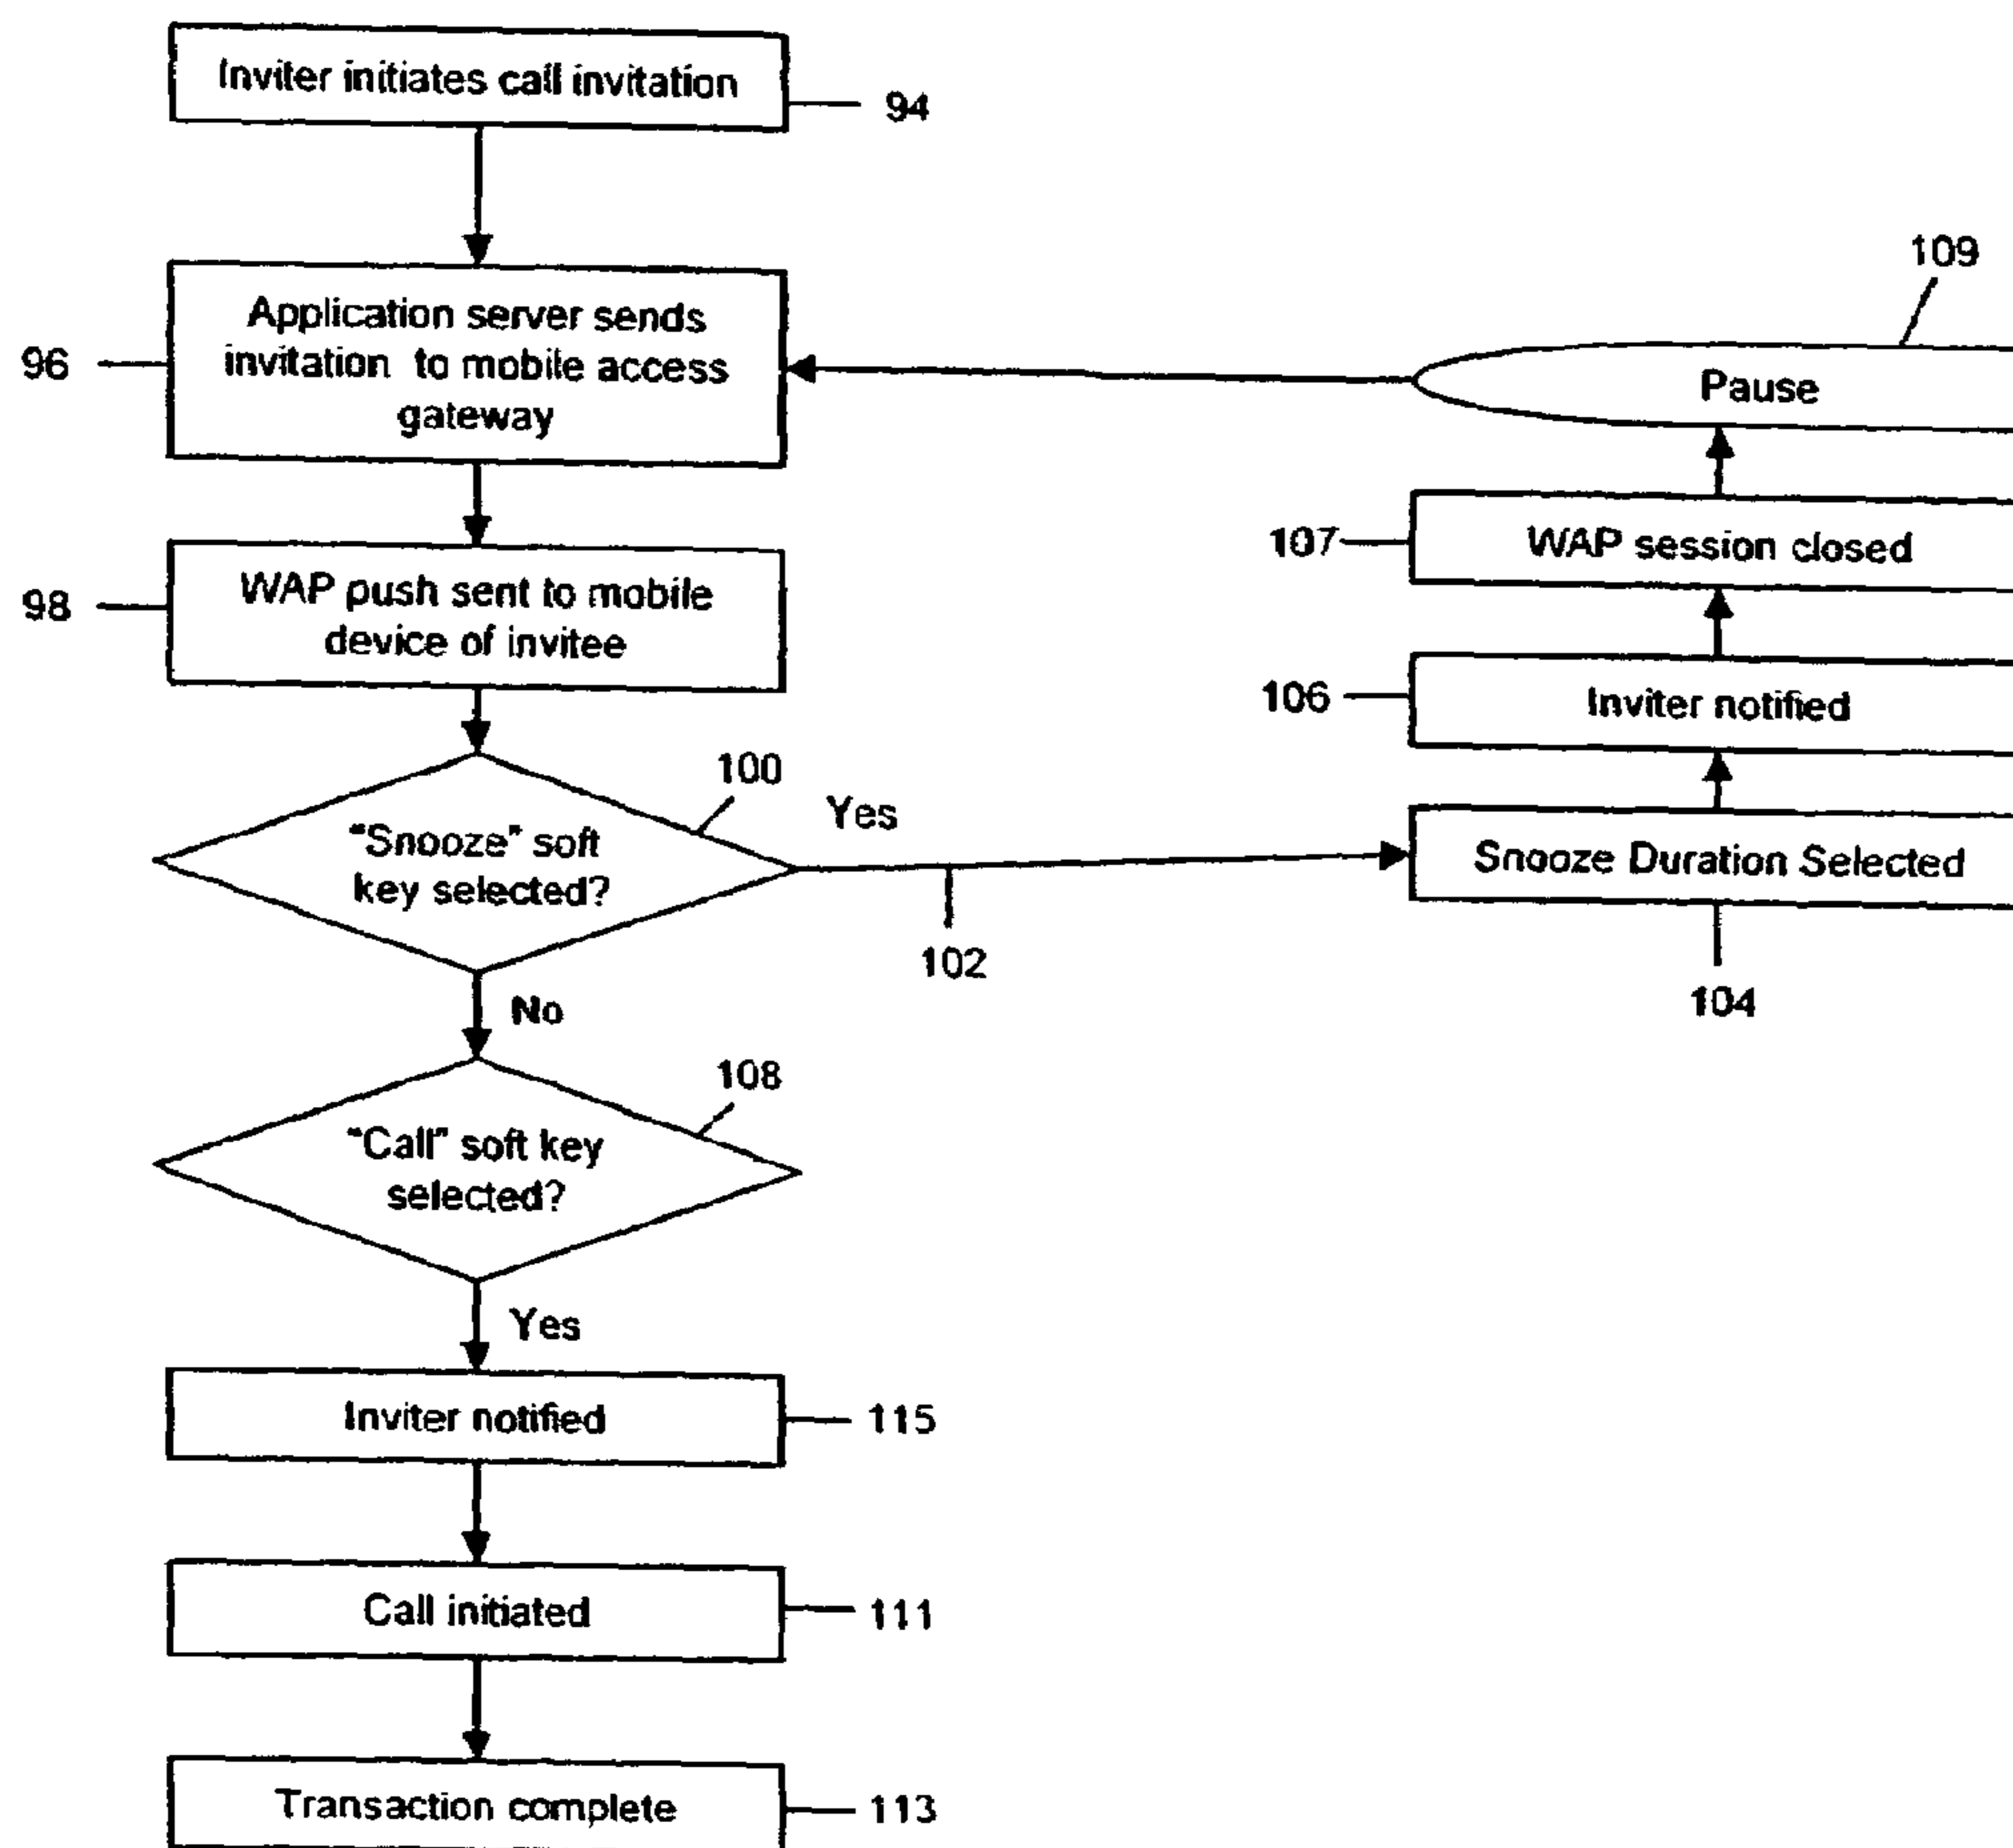 Inviter initiates call invitation
94
Application server sends
invitation to mobile access
gateway
96
109
Pause
WAP push sent to mobile
device of invitee
98
107
WAP session closed
106
Inviter notified
100
"Snooze" soft
key selected?
Yes
102
Snooze Duration Selected
104
No
108
"Call" soft key
selected?
Yes
Inviter notified
115
Call initiated
111
Transaction complete
113